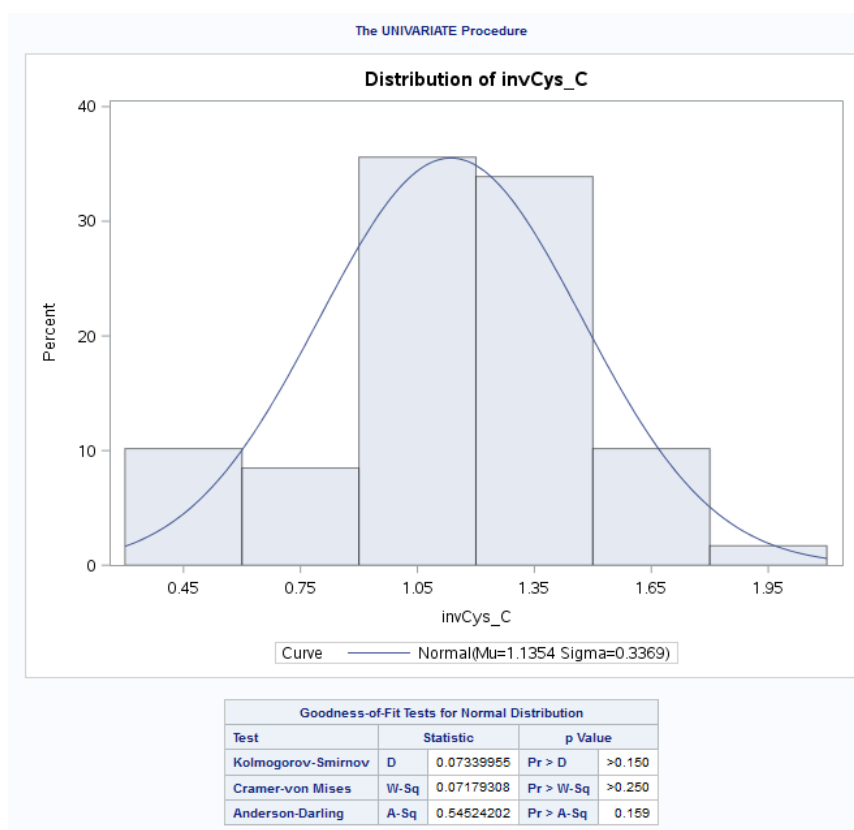 The UNIVARIATE Procedure
Distribution of invCys_C
40
30
20
10
0
Percent
0.45 0.75 1.05 1.35 1.65 1.95
invCys_C
Curve Normal(Mu=1.1354 Sigma=0.3369)
Goodness-of-Fit Tests for Normal Distribution
Test Statistic p Value
Kolmogorov-Smirnov D 0.07339955 Pr > D >0.150
Cramer-von Mises W-Sq 0.07179308 Pr > W-Sq >0.250
Anderson-Darling A-Sq 0.54524202 Pr > A-Sq 0.159